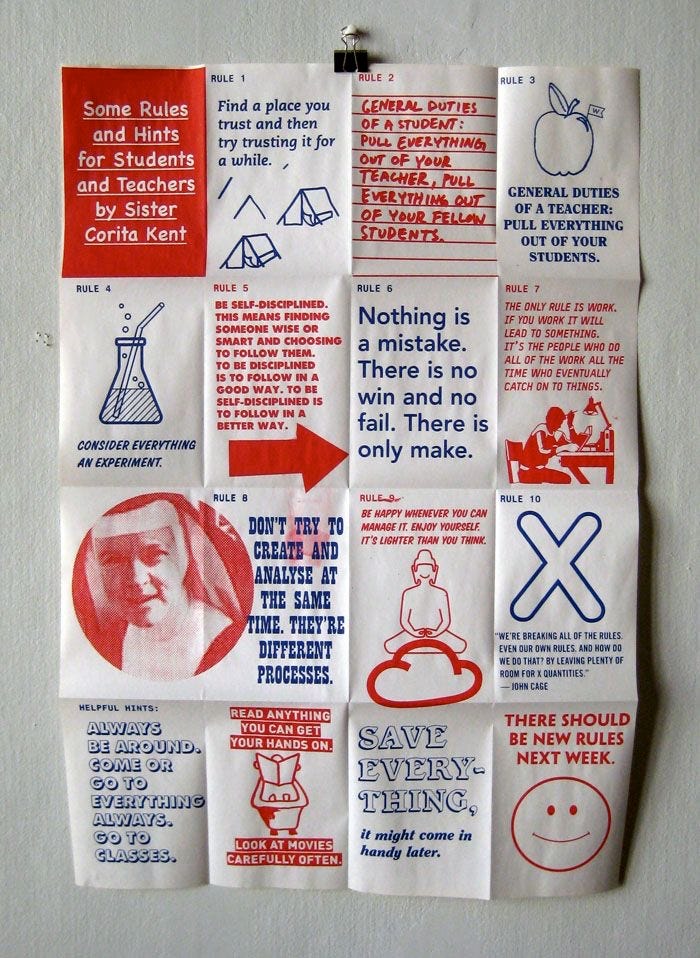 Some Rules
and Hints
for Students
and Teachers
by Sister
Corita Kent
RULE 1
Find a place you
trust and then
try trusting it for
a while.
RULE 2
GENERAL DUTIES
OF A STUDENT:
PULL EVERYTHING
OUT OF YOUR
TEACHER, PULL
EVERYTHING OUT
OF YOUR FELLOW
STUDENTS.
RULE 3
W.
GENERAL DUTIES
OF A TEACHER:
PULL EVERYTHING
OUT OF YOUR
STUDENTS.
RULE 4
CONSIDER EVERYTHING
AN EXPERIMENT.
RULE 5
BE SELF-DISCIPLINED.
THIS MEANS FINDING
SOMEONE WISE OR
SMART AND CHOOSING
TO FOLLOW THEM.
TO BE DISCIPLINED
IS TO FOLLOW IN A
GOOD WAY. TO BE
SELF-DISCIPLINED IS
TO FOLLOW IN A
BETTER WAY.
RULE 6
Nothing is
a mistake.
There is no
win and no
fail. There is
only make.
RULE 7
THE ONLY RULE IS WORK.
IF YOU WORK IT WILL
LEAD TO SOMETHING.
IT'S THE PEOPLE WHO DO
ALL OF THE WORK ALL THE
TIME WHO EVENTUALLY
CATCH ON TO THINGS.
RULE 8
DON'T TRY TO
CREATE AND
ANALYSE AT
THE SAME
TIME. THEY'RE
DIFFERENT
PROCESSES.
RULE 9
BE HAPPY WHENEVER YOU CAN
MANAGE IT. ENJOY YOURSELF.
IT'S LIGHTER THAN YOU THINK.
RULE 10
"WE'RE BREAKING ALL OF THE RULES.
EVEN OUR OWN RULES. AND HOW DO
WE DO THAT? BY LEAVING PLENTY OF
ROOM FOR X QUANTITIES."
— JOHN CAGE
HELPFUL HINTS:
ALWAYS
BE AROUND.
COME OR
GO TO
EVERYTHING
ALWAYS.
GO TO
CLASSES.
READ ANYTHING
YOU CAN GET
YOUR HANDS ON.
LOOK AT MOVIES
CAREFULLY OFTEN.
SAVE
EVERY-
THING,
it might come in
handy later.
THERE SHOULD
BE NEW RULES
NEXT WEEK.